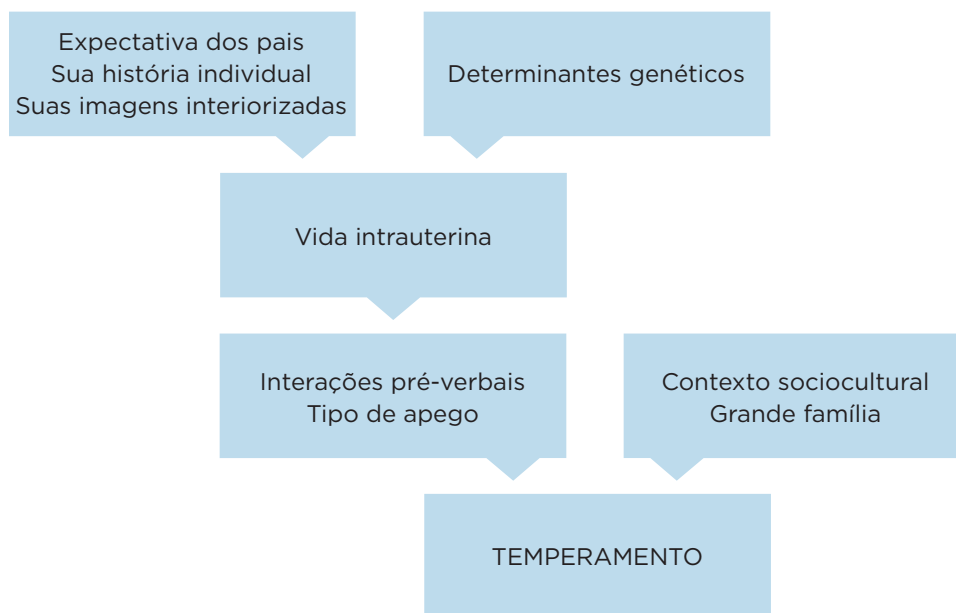 Expectativa dos pais
Sua história individual
Suas imagens interiorizadas
Determinantes genéticos
Vida intrauterina
Interações pré-verbais
Tipo de apego
Contexto sociocultural
Grande família
TEMPERAMENTO